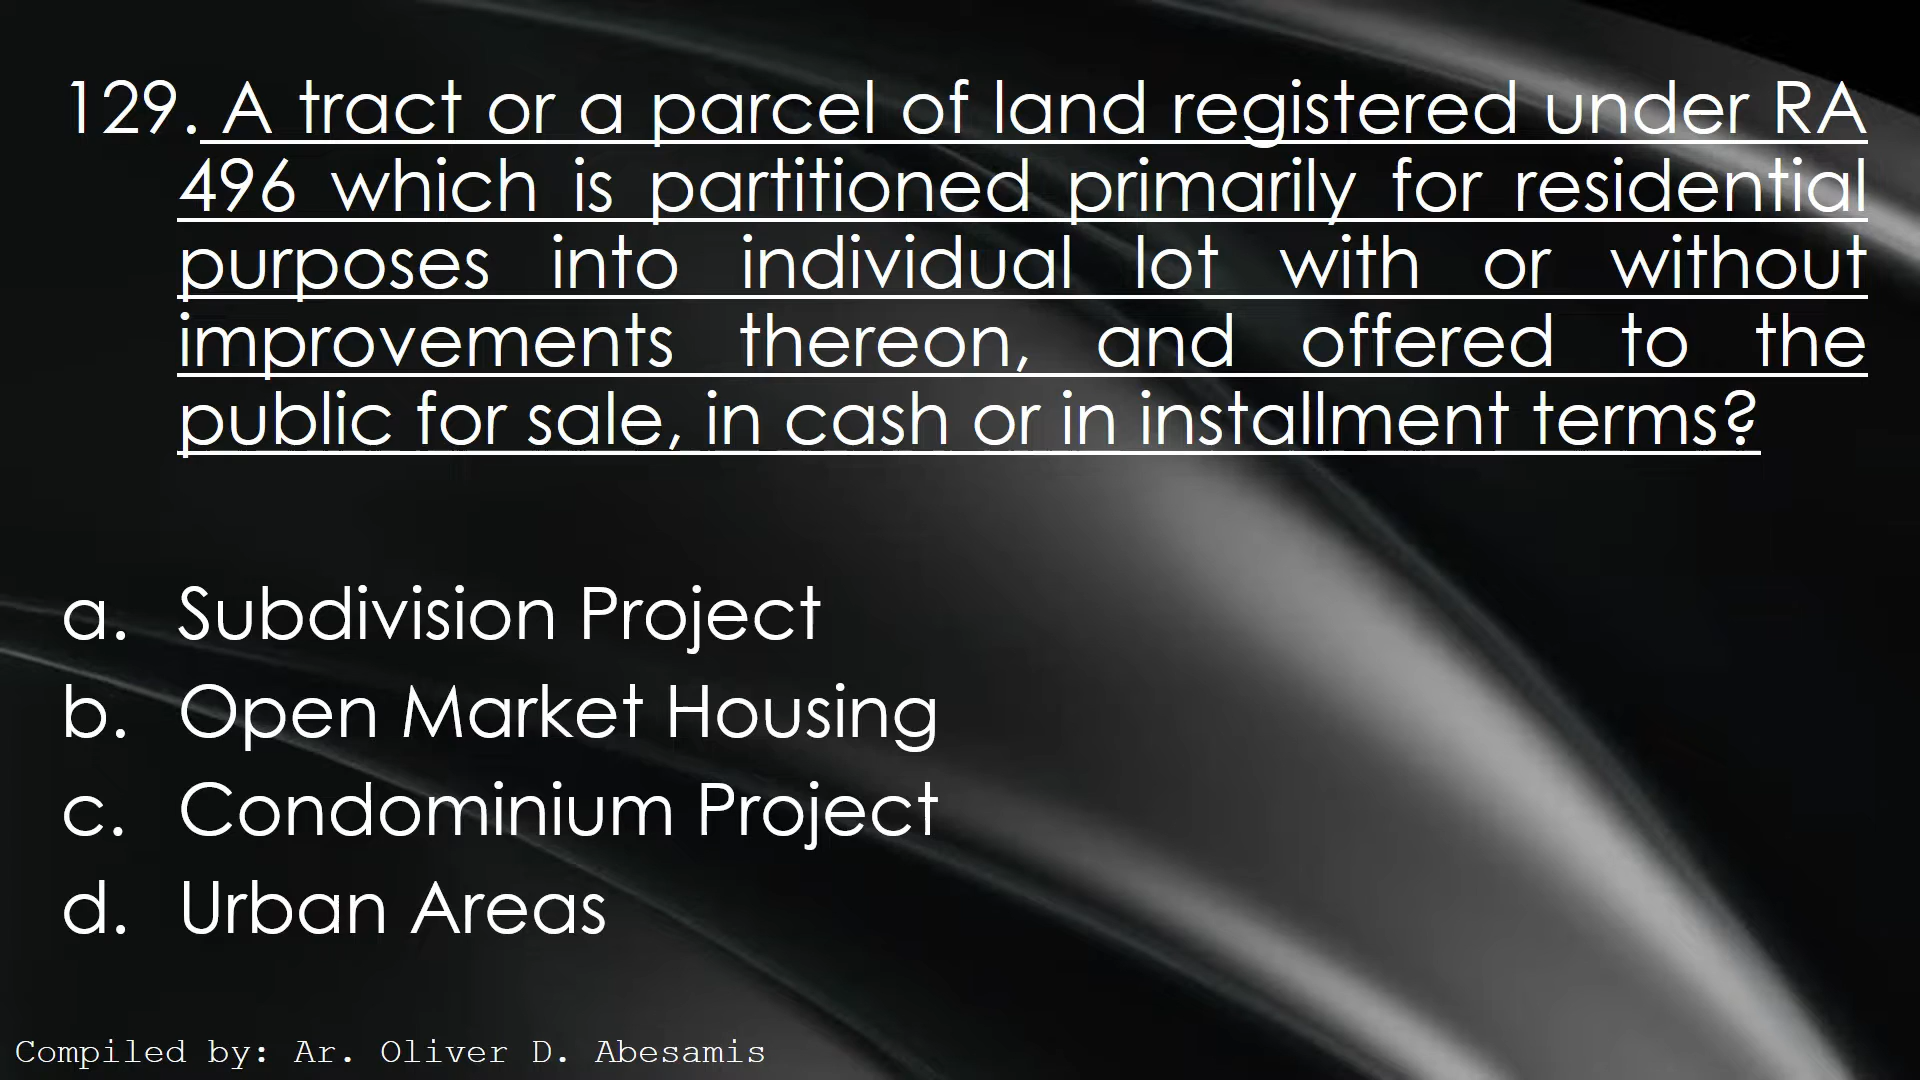 129. A tract or a parcel of land registered under RA
496 which is partitioned primarily for residential
purposes into individual lot with or without
improvements thereon, and offered to the
public for sale, in cash or in installment terms?
a. Subdivision Project
b. Open Market Housing
c. Condominium Project
d. Urban Areas
Compiled by: Ar. Oliver D. Abesamis